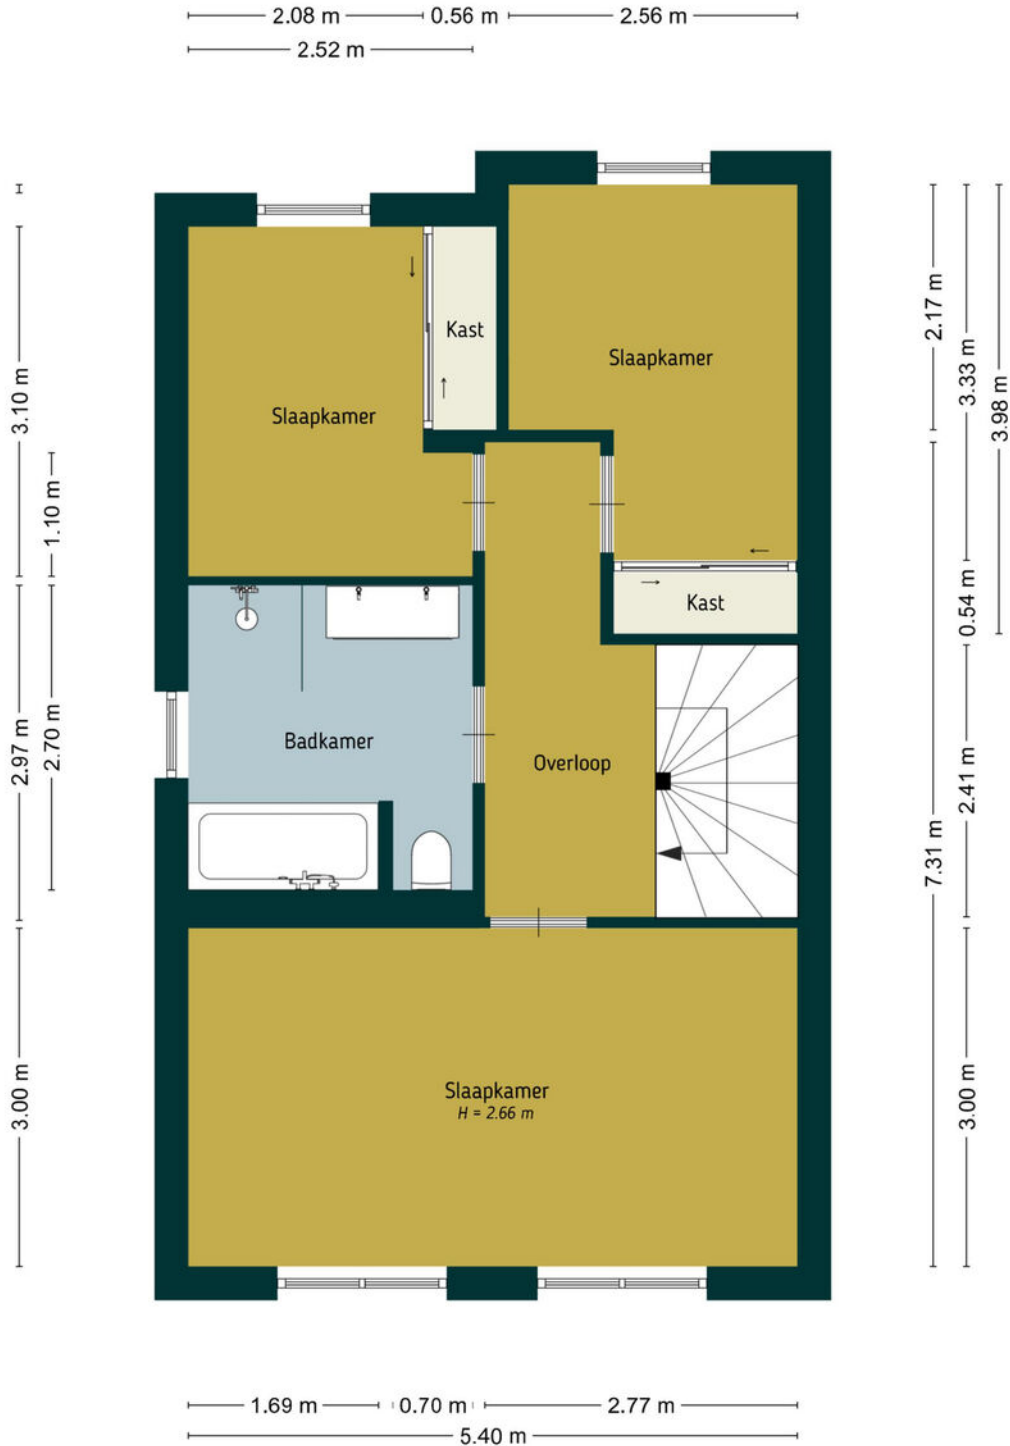 2.08 m 0.56 m 2.56 m
2.52 m
Kast
Slaapkamer
Slaapkamer
Kast
Badkamer
Overloop
Slaapkamer
H = 2.66 m
3.10 m
1.10 m
2.97 m
2.70 m
3.00 m
2.17 m
3.33 m
3.98 m
0.54 m
2.41 m
7.31 m
3.00 m
1.69 m 0.70 m 2.77 m
5.40 m